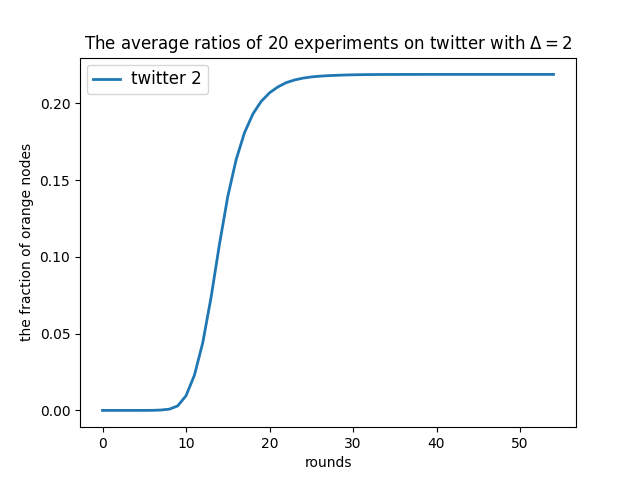 The average ratios of 20 experiments on twitter with Δ = 2
twitter 2
0.20
0.15
0.10
0.05
0.00
the fraction of orange nodes
0 10 20 30 40 50
rounds